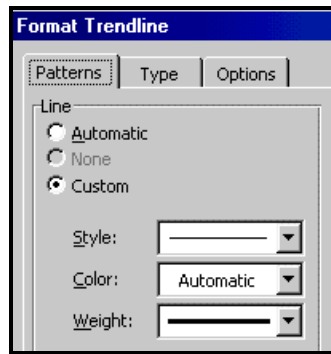 Format Trendline
Patterns Type Options
Line
Automatic
None
Custom
Style:
Color: Automatic
Weight: